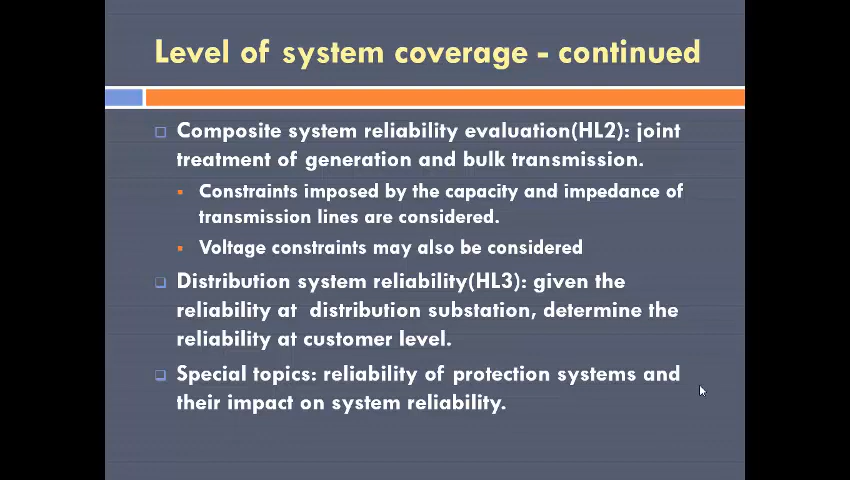 Level of system coverage - continued
Composite system reliability evaluation(HL2): joint
treatment of generation and bulk transmission.
Constraints imposed by the capacity and impedance of
transmission lines are considered.
Voltage constraints may also be considered
Distribution system reliability(HL3): given the
reliability at distribution substation, determine the
reliability at customer level.
Special topics: reliability of protection systems and
their impact on system reliability.